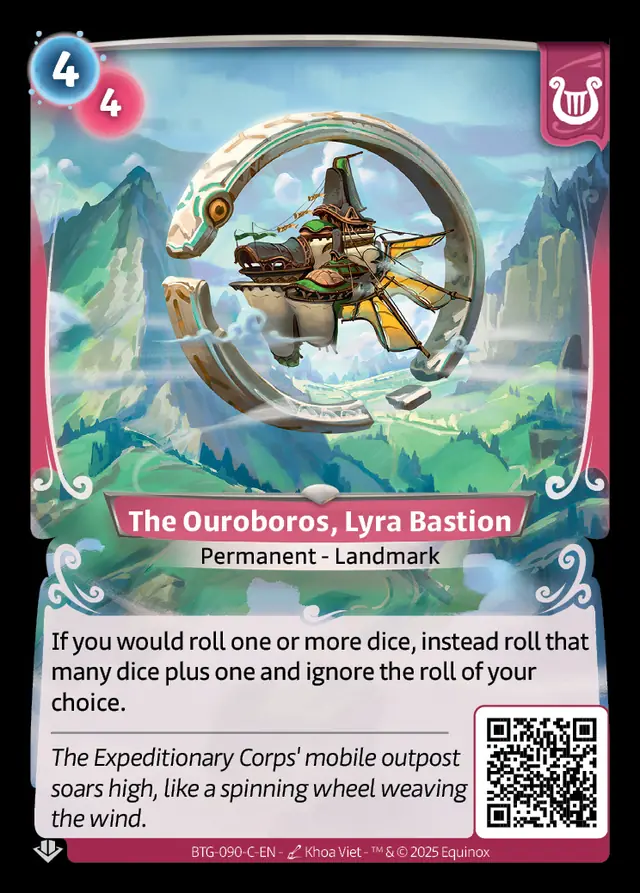 4
4
The Ouroboros, Lyra Bastion
Permanent - Landmark
If you would roll one or more dice, instead roll that
many dice plus one and ignore the roll of your
choice.
The Expeditionary Corps' mobile outpost
soars high, like a spinning wheel weaving
the wind.
BTG-090-C-EN - Khoa Viet - ™ & © 2025 Equinox